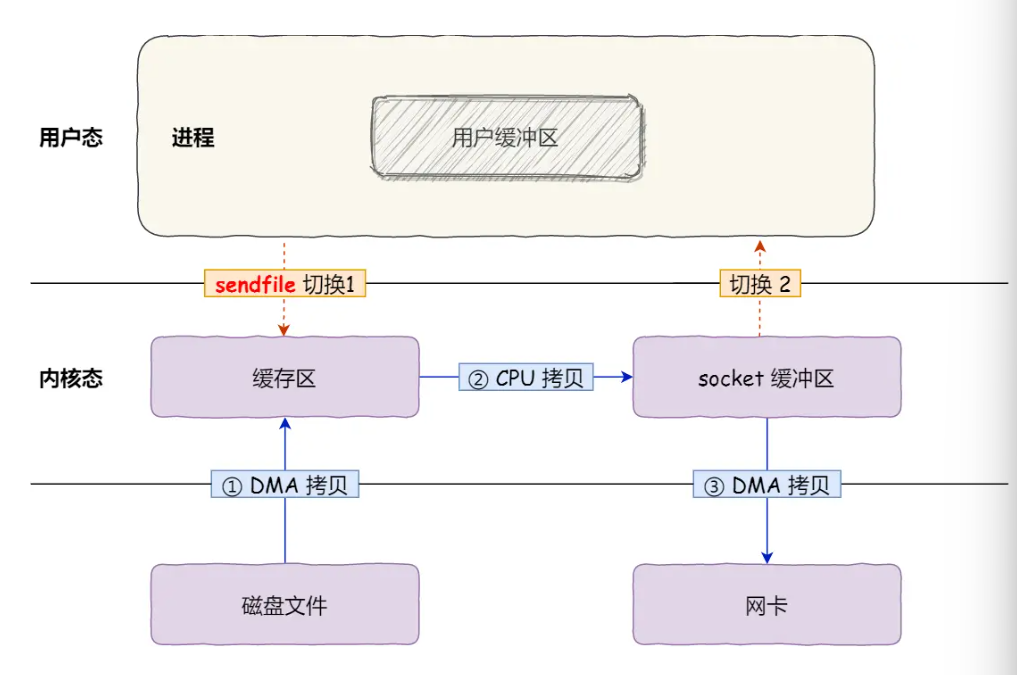 用户态
进程
用户缓冲区
sendfile 切换1
切换 2
内核态
缓存区
② CPU 拷贝
socket 缓冲区
① DMA 拷贝
③ DMA 拷贝
磁盘文件
网卡